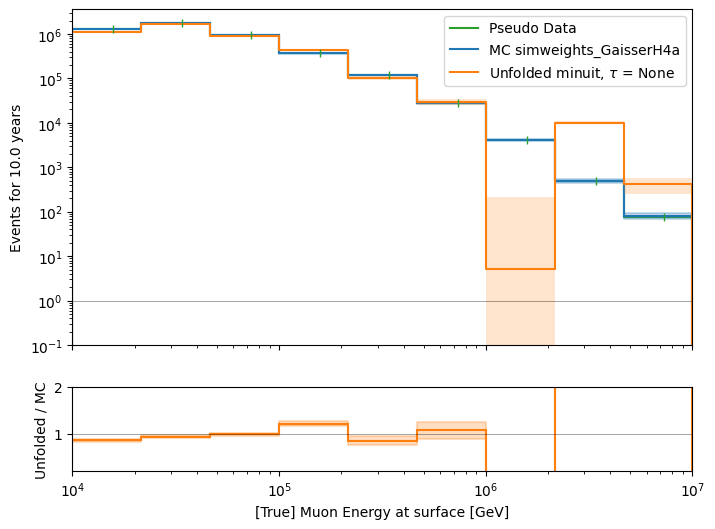 Pseudo Data
MC simweights_GaisserH4a
Unfolded minuit, τ = None
Events for 10.0 years
10⁶
10⁵
10⁴
10³
10²
10¹
10⁰
10⁻¹
Unfolded / MC
2
1
10⁴ 10⁵ 10⁶ 10⁷
[True] Muon Energy at surface [GeV]